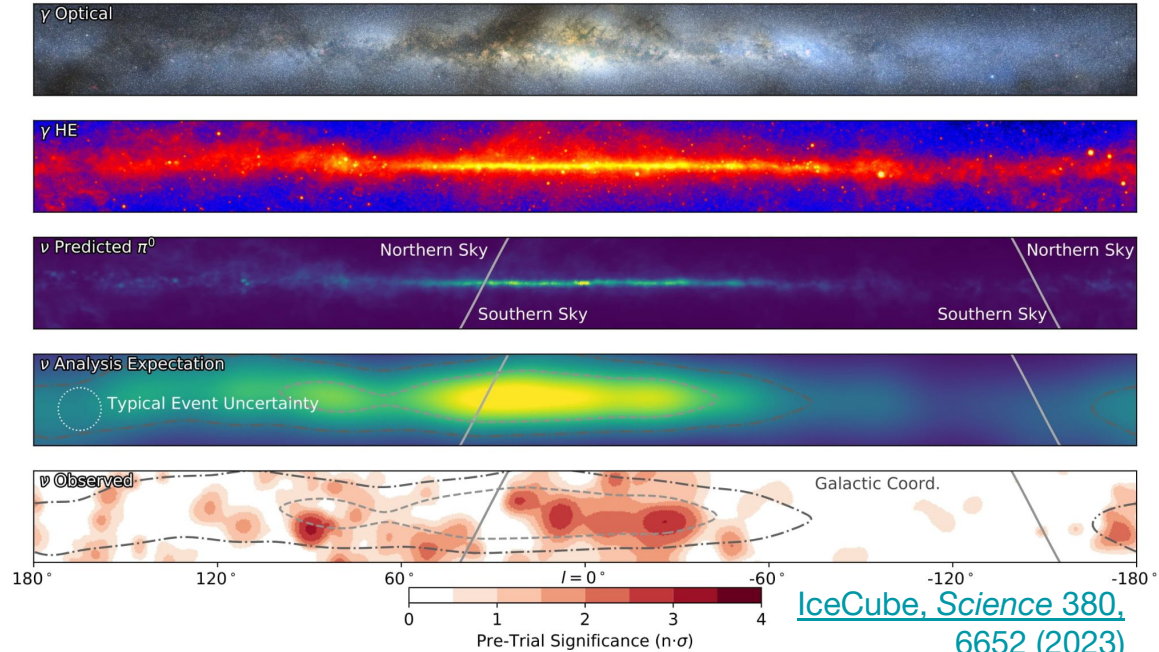 γ Optical
γ HE
ν Predicted π⁰
Northern Sky
Northern Sky
Southern Sky
Southern Sky
ν Analysis Expectation
Typical Event Uncertainty
ν Observed
Galactic Coord.
180° 120° 60° l = 0° -60° -120° -180°
0 1 2 3 4
Pre-Trial Significance (n·σ)
IceCube, Science 380,
6652 (2023)